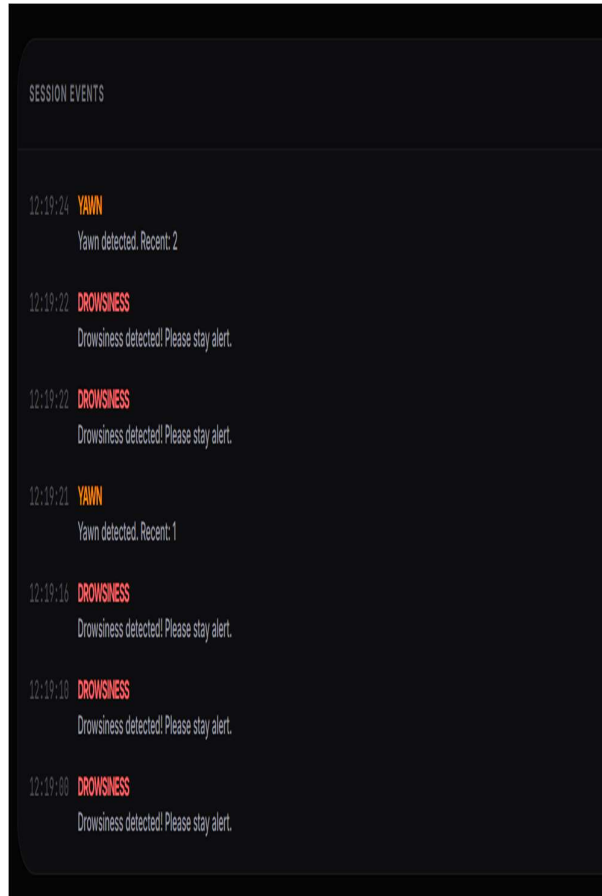 SESSION EVENTS
12:19:24 YAWN
Yawn detected. Recent: 2
12:19:22 DROWSINESS
Drowsiness detected! Please stay alert.
12:19:22 DROWSINESS
Drowsiness detected! Please stay alert.
12:19:21 YAWN
Yawn detected. Recent: 1
12:19:16 DROWSINESS
Drowsiness detected! Please stay alert.
DROWSINESS
Drowsiness detected! Please stay alert.
DROWSINESS
Drowsiness detected! Please stay alert.